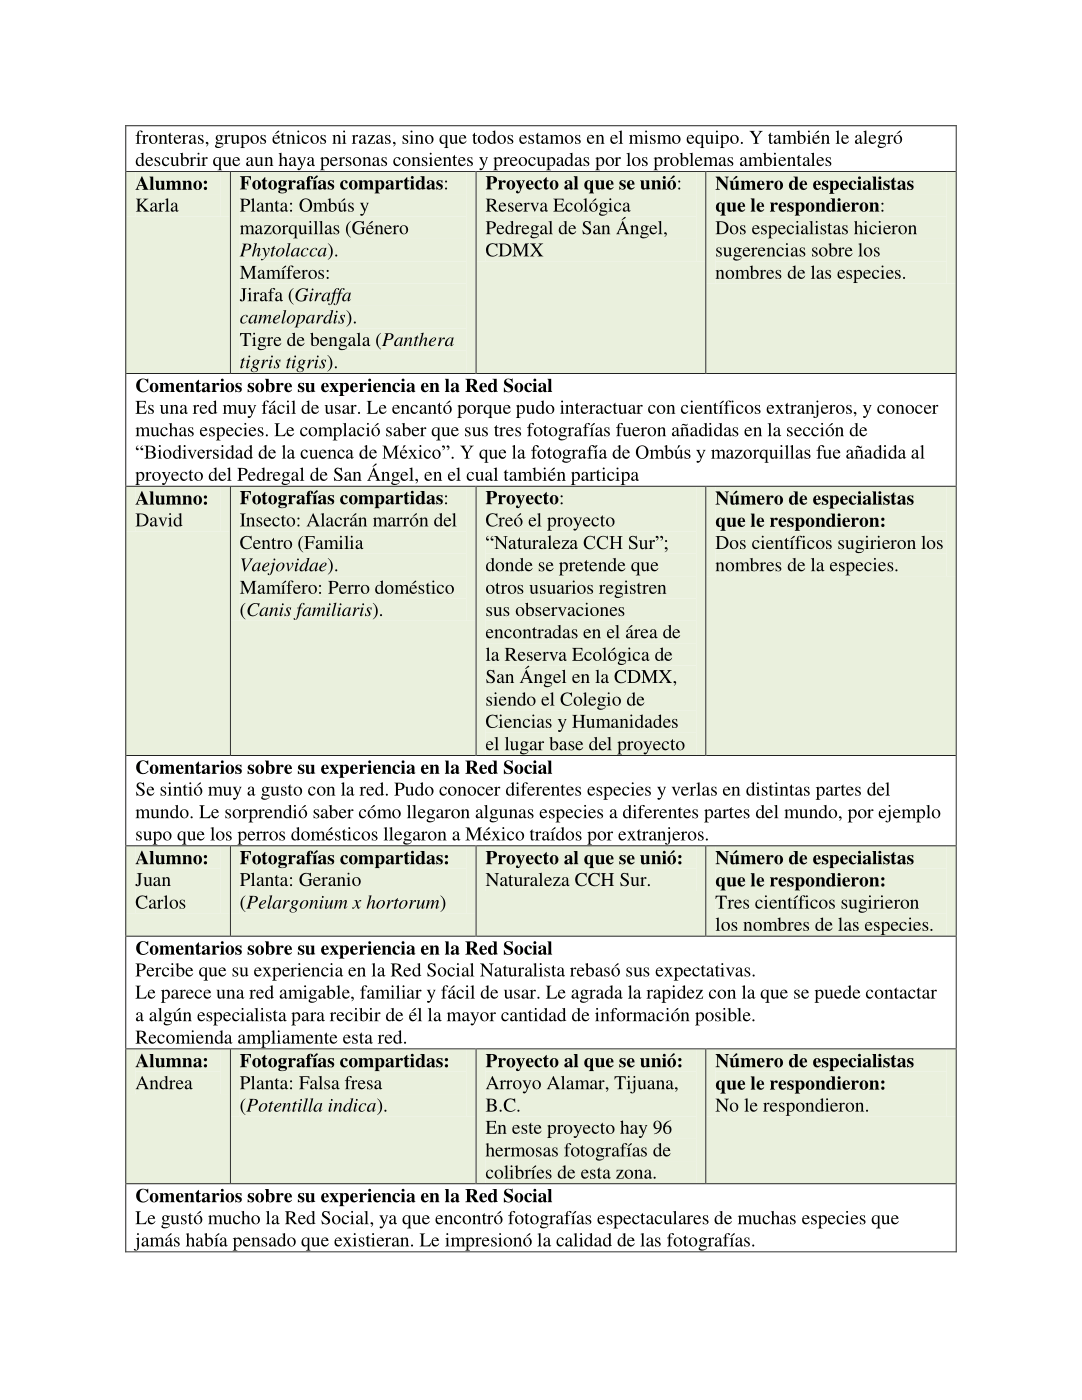 fronteras, grupos étnicos ni razas, sino que todos estamos en el mismo equipo. Y también le alegró
descubrir que aun haya personas consientes y preocupadas por los problemas ambientales
Alumno:
Karla
Fotografías compartidas:
Planta: Ombús y
mazorquillas (Género
Phytolacca).
Mamíferos:
Jirafa (Giraffa
camelopardis).
Tigre de bengala (Panthera
tigris tigris).
Proyecto al que se unió:
Reserva Ecológica
Pedregal de San Ángel,
CDMX
Número de especialistas
que le respondieron:
Dos especialistas hicieron
sugerencias sobre los
nombres de las especies.
Comentarios sobre su experiencia en la Red Social
Es una red muy fácil de usar. Le encantó porque pudo interactuar con científicos extranjeros, y conocer
muchas especies. Le complació saber que sus tres fotografías fueron añadidas en la sección de
“Biodiversidad de la cuenca de México”. Y que la fotografía de Ombús y mazorquillas fue añadida al
proyecto del Pedregal de San Ángel, en el cual también participa
Alumno:
David
Fotografías compartidas:
Insecto: Alacrán marrón del
Centro (Familia
Vaejovidae).
Mamífero: Perro doméstico
(Canis familiaris).
Proyecto:
Creó el proyecto
“Naturaleza CCH Sur”;
donde se pretende que
otros usuarios registren
sus observaciones
encontradas en el área de
la Reserva Ecológica de
San Ángel en la CDMX,
siendo el Colegio de
Ciencias y Humanidades
el lugar base del proyecto
Número de especialistas
que le respondieron:
Dos científicos sugirieron los
nombres de la especies.
Comentarios sobre su experiencia en la Red Social
Se sintió muy a gusto con la red. Pudo conocer diferentes especies y verlas en distintas partes del
mundo. Le sorprendió saber cómo llegaron algunas especies a diferentes partes del mundo, por ejemplo
supo que los perros domésticos llegaron a México traídos por extranjeros.
Alumno:
Juan
Carlos
Fotografías compartidas:
Planta: Geranio
(Pelargonium x hortorum)
Proyecto al que se unió:
Naturaleza CCH Sur.
Número de especialistas
que le respondieron:
Tres científicos sugirieron
los nombres de las especies.
Comentarios sobre su experiencia en la Red Social
Percibe que su experiencia en la Red Social Naturalista rebasó sus expectativas.
Le parece una red amigable, familiar y fácil de usar. Le agrada la rapidez con la que se puede contactar
a algún especialista para recibir de él la mayor cantidad de información posible.
Recomienda ampliamente esta red.
Alumna:
Andrea
Fotografías compartidas:
Planta: Falsa fresa
(Potentilla indica).
Proyecto al que se unió:
Arroyo Alamar, Tijuana,
B.C.
En este proyecto hay 96
hermosas fotografías de
colibríes de esta zona.
Número de especialistas
que le respondieron:
No le respondieron.
Comentarios sobre su experiencia en la Red Social
Le gustó mucho la Red Social, ya que encontró fotografías espectaculares de muchas especies que
jamás había pensado que existieran. Le impresionó la calidad de las fotografías.